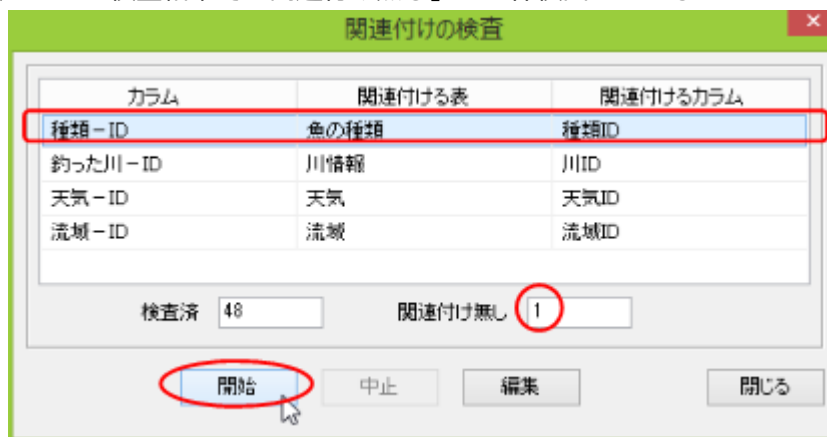 関連付けの検査
カラム 関連付ける表 関連付けるカラム
種類－ID 魚の種類 種類ID
釣った川－ID 川情報 川ID
天気－ID 天気 天気ID
流域－ID 流域 流域ID
検査済 48 関連付け無し 1
開始 中止 編集 閉じる